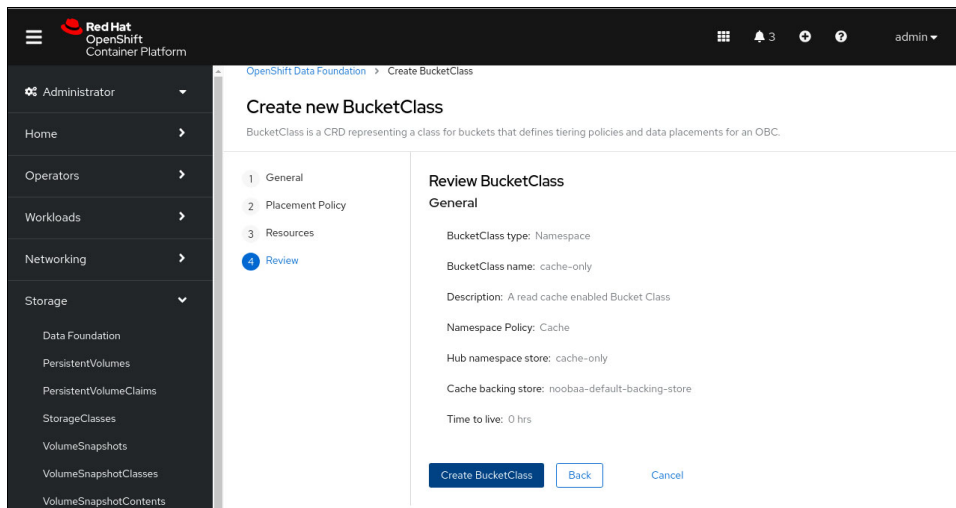 Red Hat
OpenShift
Container Platform
3
admin
Administrator
Home
Operators
Workloads
Networking
Storage
Data Foundation
PersistentVolumes
PersistentVolumeClaims
StorageClasses
VolumeSnapshots
VolumeSnapshotClasses
VolumeSnapshotContents
OpenShift Data Foundation > Create BucketClass
Create new BucketClass
BucketClass is a CRD representing a class for buckets that defines tiering policies and data placements for an OBC.
1 General
2 Placement Policy
3 Resources
4 Review
Review BucketClass
General
BucketClass type: Namespace
BucketClass name: cache-only
Description: A read cache enabled Bucket Class
Namespace Policy: Cache
Hub namespace store: cache-only
Cache backing store: noobaa-default-backing-store
Time to live: 0 hrs
Create BucketClass Back Cancel